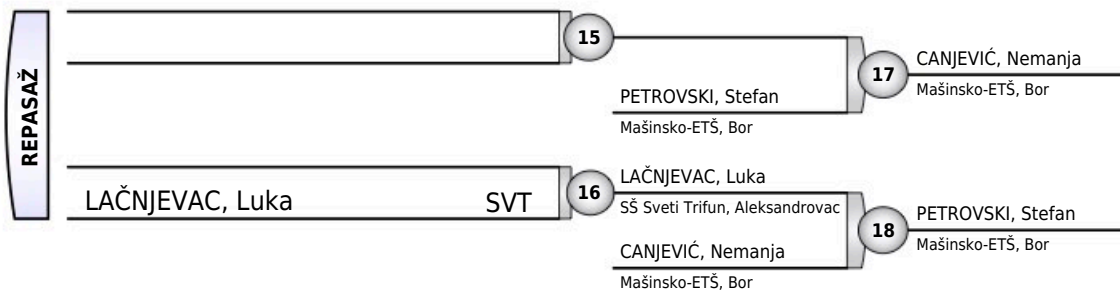 REPASAŽ
15
PETROVSKI, Stefan
Mašinsko-ETŠ, Bor
17
CANJEVIĆ, Nemanja
Mašinsko-ETŠ, Bor
LAČNJEVAC, Luka SVT
16
LAČNJEVAC, Luka
SŠ Sveti Trifun, Aleksandrovac
CANJEVIĆ, Nemanja
Mašinsko-ETŠ, Bor
18
PETROVSKI, Stefan
Mašinsko-ETŠ, Bor